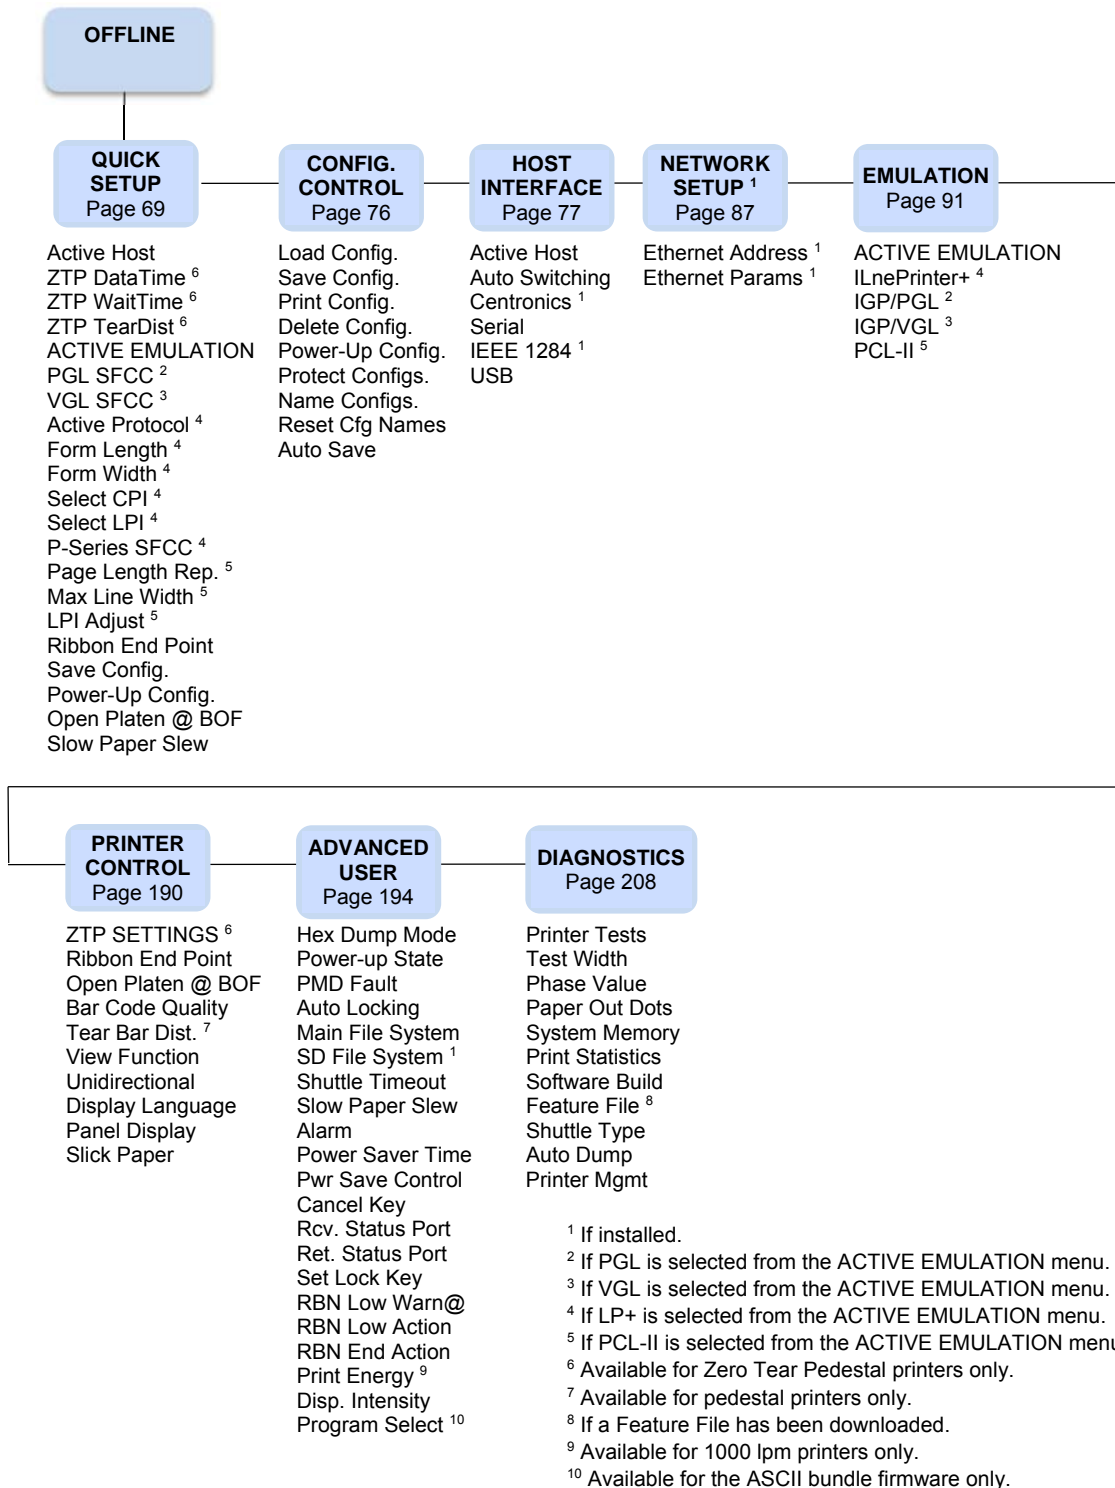 OFFLINE
QUICK
SETUP
Page 69
Active Host
ZTP DataTime 6
ZTP WaitTime 6
ZTP TearDist 6
ACTIVE EMULATION
PGL SFCC 2
VGL SFCC 3
Active Protocol 4
Form Length 4
Form Width 4
Select CPI 4
Select LPI 4
P-Series SFCC 4
Page Length Rep. 5
Max Line Width 5
LPI Adjust 5
Ribbon End Point
Save Config.
Power-Up Config.
Open Platen @ BOF
Slow Paper Slew
CONFIG.
CONTROL
Page 76
Load Config.
Save Config.
Print Config.
Delete Config.
Power-Up Config.
Protect Configs.
Name Configs.
Reset Cfg Names
Auto Save
HOST
INTERFACE
Page 77
Active Host
Auto Switching
Centronics 1
Serial
IEEE 1284 1
USB
NETWORK
SETUP 1
Page 87
Ethernet Address 1
Ethernet Params 1
EMULATION
Page 91
ACTIVE EMULATION
ILnePrinter+ 4
IGP/PGL 2
IGP/VGL 3
PCL-II 5
PRINTER
CONTROL
Page 190
ZTP SETTINGS 6
Ribbon End Point
Open Platen @ BOF
Bar Code Quality
Tear Bar Dist. 7
View Function
Unidirectional
Display Language
Panel Display
Slick Paper
ADVANCED
USER
Page 194
Hex Dump Mode
Power-up State
PMD Fault
Auto Locking
Main File System
SD File System 1
Shuttle Timeout
Slow Paper Slew
Alarm
Power Saver Time
Pwr Save Control
Cancel Key
Rcv. Status Port
Ret. Status Port
Set Lock Key
RBN Low Warn@
RBN Low Action
RBN End Action
Print Energy 9
Disp. Intensity
Program Select 10
DIAGNOSTICS
Page 208
Printer Tests
Test Width
Phase Value
Paper Out Dots
System Memory
Print Statistics
Software Build
Feature File 8
Shuttle Type
Auto Dump
Printer Mgmt
1 If installed.
2 If PGL is selected from the ACTIVE EMULATION menu.
3 If VGL is selected from the ACTIVE EMULATION menu.
4 If LP+ is selected from the ACTIVE EMULATION menu.
5 If PCL-II is selected from the ACTIVE EMULATION menu
6 Available for Zero Tear Pedestal printers only.
7 Available for pedestal printers only.
8 If a Feature File has been downloaded.
9 Available for 1000 lpm printers only.
10 Available for the ASCII bundle firmware only.